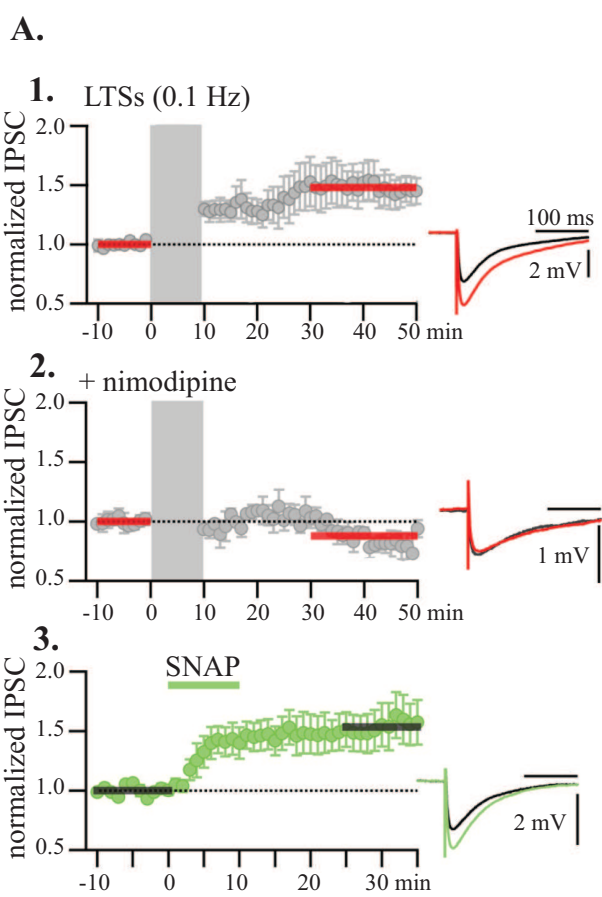 A.
1. LTSs (0.1 Hz)
normalized IPSC
2.0
1.5
1.0
0.5
-10 0 10 20 30 40 50 min
100 ms
2 mV
2. + nimodipine
normalized IPSC
2.0
1.5
1.0
0.5
-10 0 10 20 30 40 50 min
1 mV
3. SNAP
normalized IPSC
2.0
1.5
1.0
0.5
-10 0 10 20 30 min
2 mV